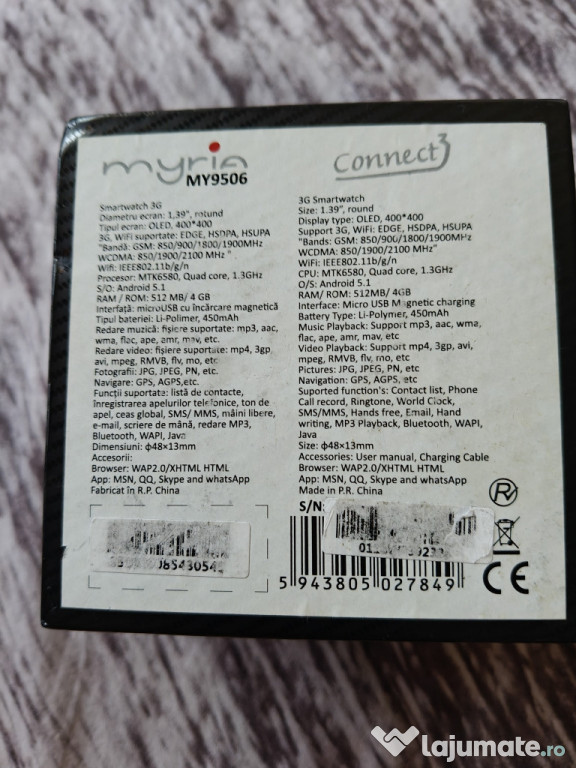 myria
MY9506
Smartwatch 3G
Diametru ecran: 1,39", rotund
Tipul ecran: OLED, 400*400
3G, WiFi suportate: EDGE, HSDPA, HSUPA
"Bandă: GSM: 850/900/1800/1900MHz
WCDMA: 850/1900/2100 MHz "
Wifi: IEEE802.11b/g/n
Procesor: MTK6580, Quad core, 1.3GHz
S/O: Android 5.1
RAM / ROM: 512 MB/ 4 GB
Interfață: microUSB cu încărcare magnetică
Tipul bateriei: Li-Polimer, 450mAh
Redare muzică: fișiere suportate: mp3, aac,
wma, flac, ape, amr, mav, etc.
Redare video: fișiere suportate: mp4, 3gp
avi, mpeg, RMVB, flv, mo, etc
Fotografii: JPG, JPEG, PN, etc.
Navigare: GPS, AGPS,etc.
Funcții suportate: listă de contacte,
înregistrarea apelurilor telefonice, ton de
apel, ceas global, SMS/ MMS, mâini libere,
e-mail, scriere de mână, redare MP3,
Bluetooth, WAPI, Java
Dimensiuni: ф48×13mm
Accesorii:
Browser: WAP2.0/XHTML HTML
App: MSN, QQ, Skype and whatsApp
Fabricat în R.P. China
Connect3
3G Smartwatch
Size: 1.39", round
Display type: OLED, 400*400
Support 3G, WiFi: EDGE, HSDPA, HSUPA
"Bands: GSM: 850/900/1800/1900MHz
WCDMA: 850/1900/2100 MHz "
WiFi: IEEE802.11b/g/n
CPU: MTK6580, Quad core, 1.3GHz
O/S: Android 5.1
RAM/ ROM: 512MB/ 4GB
Interface: Micro USB Magnetic charging
Battery Type: Li-Polymer, 450mAh
Music Playback: Support mp3, aac, wma,
flac, ape, amr, mav, etc
Video Playback: Support mp4, 3gp, avi,
mpeg, RMVB, flv, mo, etc
Pictures: JPG, JPEG, PN, etc
Navigation: GPS, AGPS, etc
Suported function's: Contact list, Phone
Call record, Ringtone, World Clock,
SMS/MMS, Hands free, Email, Hand
writing, MP3 Playback, Bluetooth, WAPI,
Java
Size: ф48×13mm
Accessories: User manual, Charging Cable
Browser: WAP2.0/XHTML HTML
App: MSN, QQ, Skype and whatsApp
Made in P.R. China
S/N:
5 943805 027849
CE
lajumate.ro